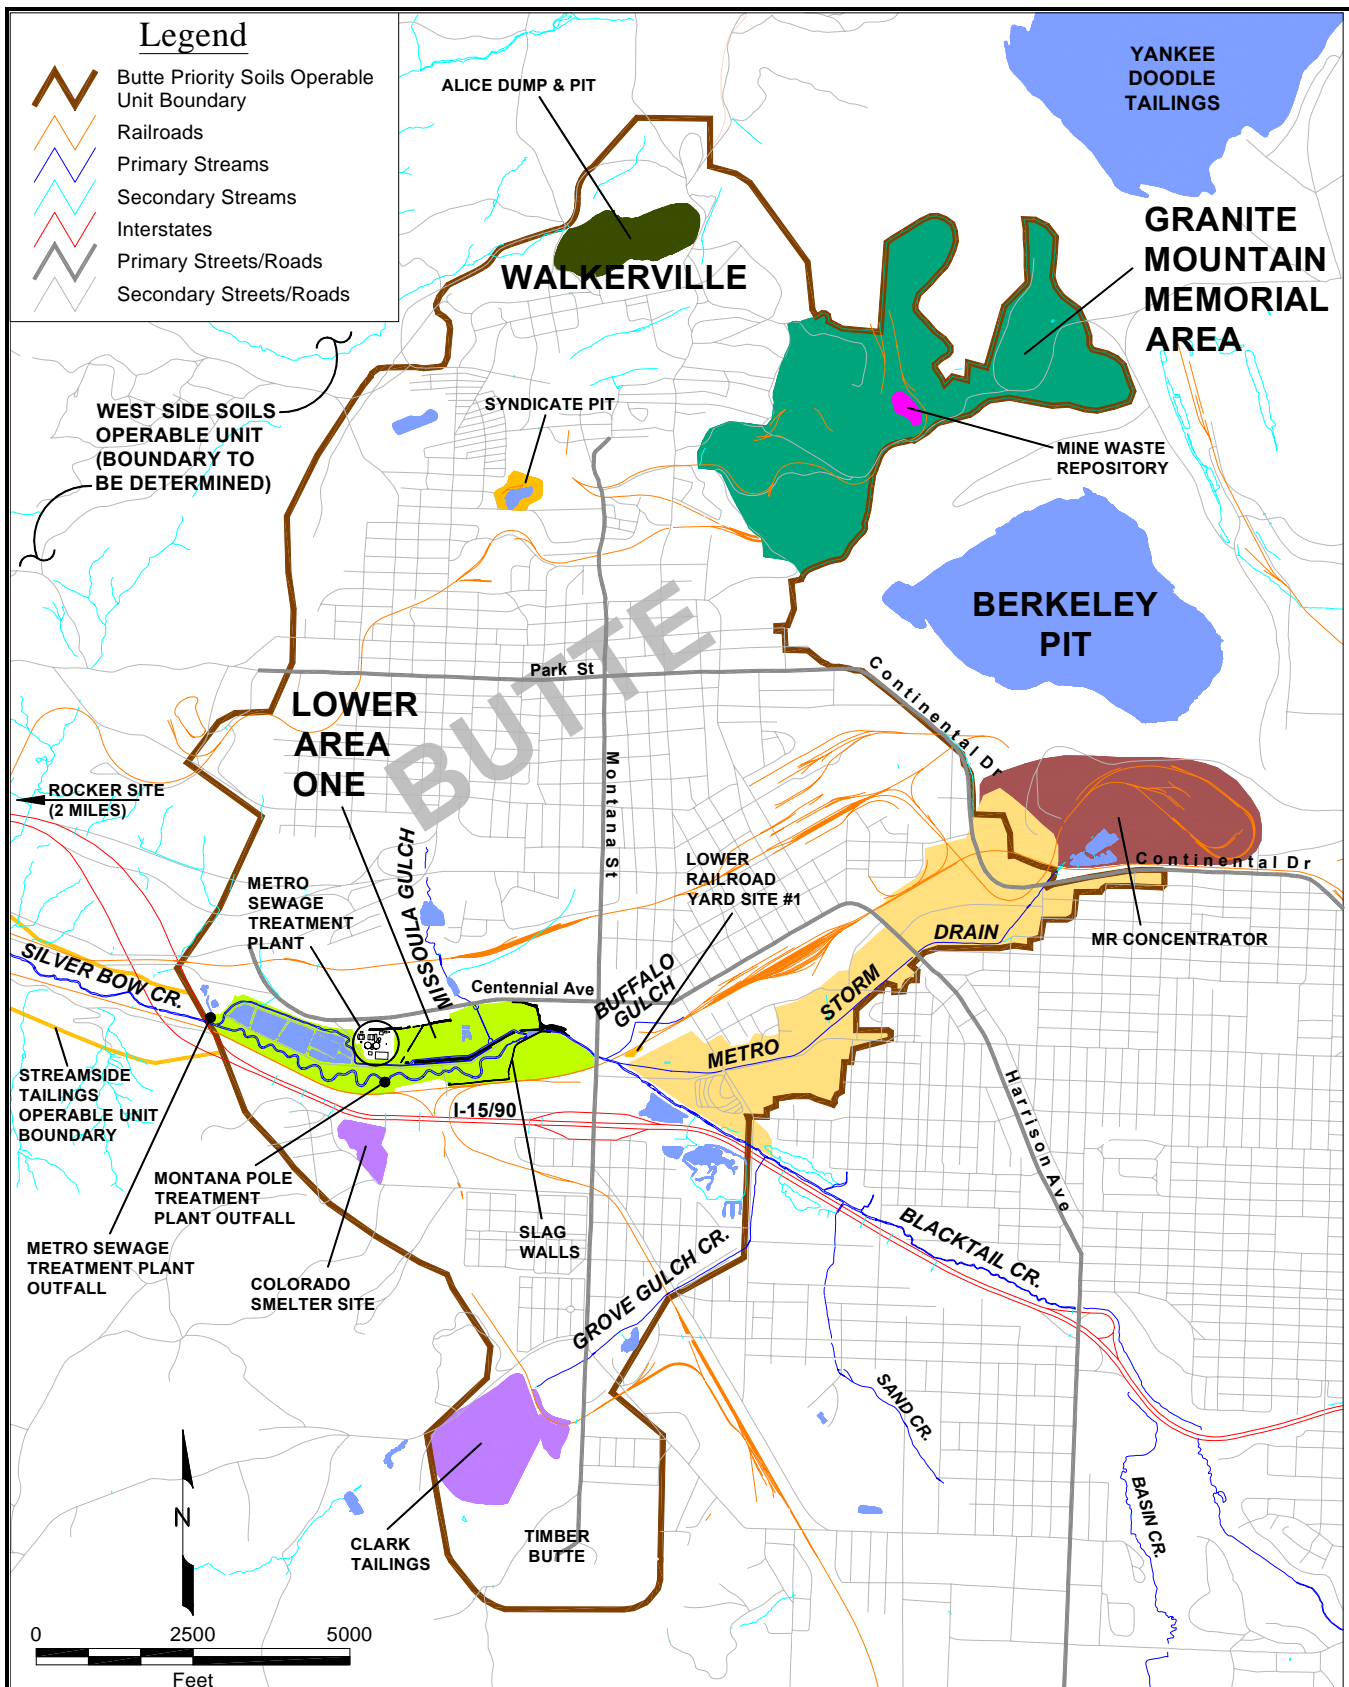 Legend
Butte Priority Soils Operable
Unit Boundary
Railroads
Primary Streams
Secondary Streams
Interstates
Primary Streets/Roads
Secondary Streets/Roads
YANKEE
DOODLE
TAILINGS
ALICE DUMP & PIT
GRANITE
MOUNTAIN
MEMORIAL
AREA
WALKERVILLE
WEST SIDE SOILS
OPERABLE UNIT
(BOUNDARY TO
BE DETERMINED)
SYNDICATE PIT
MINE WASTE
REPOSITORY
BERKELEY
PIT
BUTTE
Park St
Continental Dr
LOWER
AREA
ONE
Montana St
ROCKER SITE
(2 MILES)
MISSOULA GULCH
LOWER
RAILROAD
YARD SITE #1
Continental Dr
METRO
SEWAGE
TREATMENT
PLANT
MR CONCENTRATOR
SILVER BOW CR.
Centennial Ave
BUFFALO
GULCH
METRO
STORM
DRAIN
STREAMSIDE
TAILINGS
OPERABLE UNIT
BOUNDARY
I-15/90
Harrison Ave
MONTANA POLE
TREATMENT
PLANT OUTFALL
SLAG
WALLS
METRO SEWAGE
TREATMENT PLANT
OUTFALL
COLORADO
SMELTER SITE
GROVE GULCH CR.
BLACKTAIL CR.
SAND CR.
BASIN CR.
CLARK
TAILINGS
TIMBER
BUTTE
N
0 2500 5000
Feet